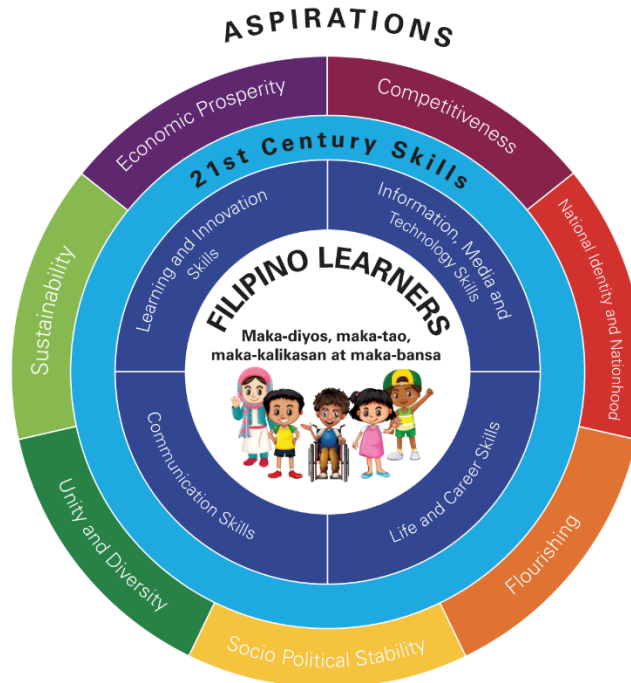 ASPIRATIONS
Economic Prosperity
Competitiveness
National Identity and Nationhood
Flourishing
Socio Political Stability
Unity and Diversity
Sustainability
21st Century Skills
Learning and Innovation
Skills
Information, Media and
Technology Skills
Life and Career Skills
Communication Skills
FILIPINO LEARNERS
Maka-diyos, maka-tao,
maka-kalikasan at maka-bansa